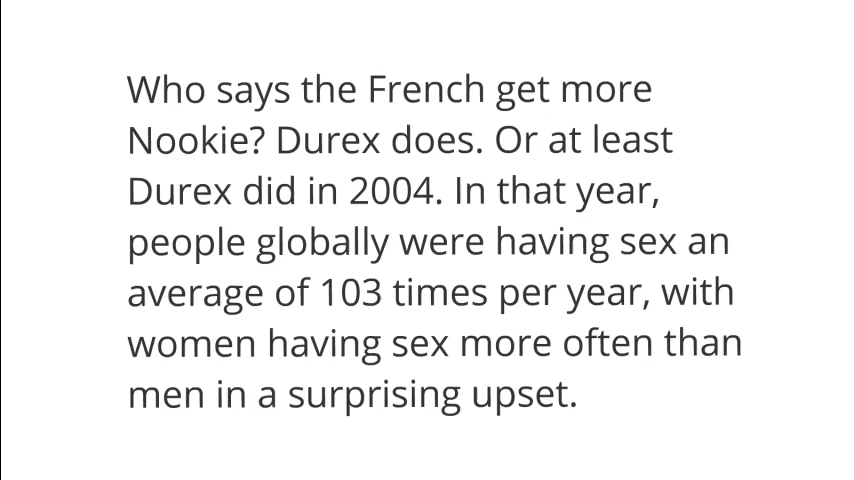 Who says the French get more
Nookie? Durex does. Or at least
Durex did in 2004. In that year,
people globally were having sex an
average of 103 times per year, with
women having sex more often than
men in a surprising upset.